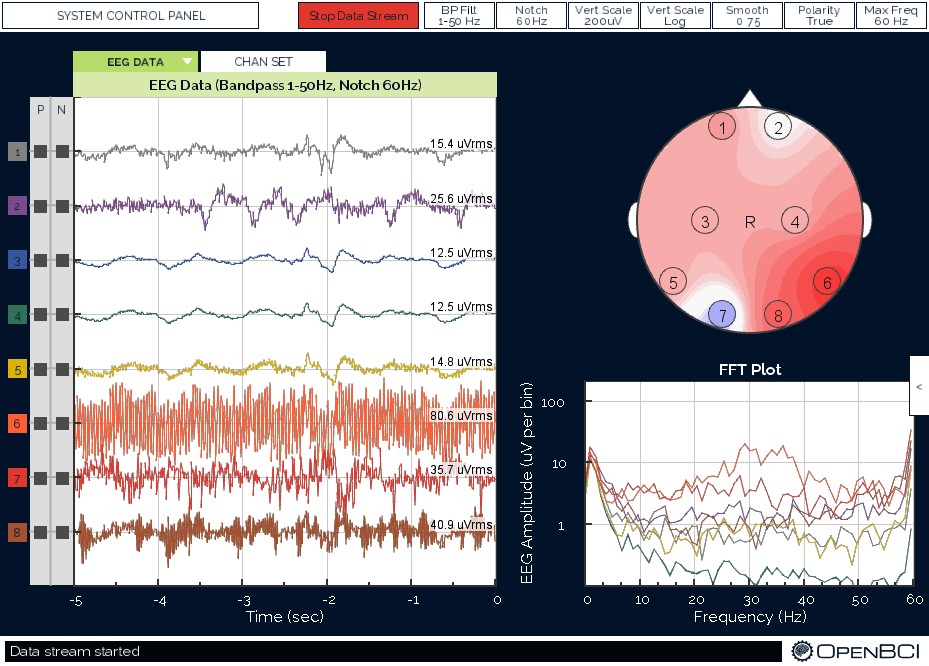 SYSTEM CONTROL PANEL
Stop Data Stream
BP Filt
1-50 Hz
Notch
60Hz
Vert Scale
200uV
Vert Scale
Log
Smooth
0.75
Polarity
True
Max Freq
60 Hz
EEG DATA
CHAN SET
EEG Data (Bandpass 1-50Hz, Notch 60Hz)
P N
1
15.4 uVrms
2
25.6 uVrms
3
12.5 uVrms
4
12.5 uVrms
5
14.8 uVrms
6
80.6 uVrms
7
35.7 uVrms
8
40.9 uVrms
-5 -4 -3 -2 -1 0
Time (sec)
1 2
3 R 4
5 6
7 8
<
FFT Plot
EEG Amplitude (uV per bin)
100
10
1
0 10 20 30 40 50 60
Frequency (Hz)
Data stream started
OPENBCI